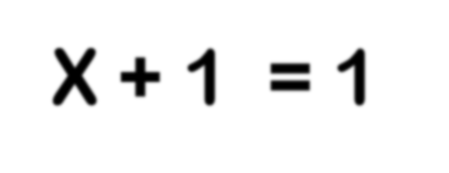 X + 1 = 1